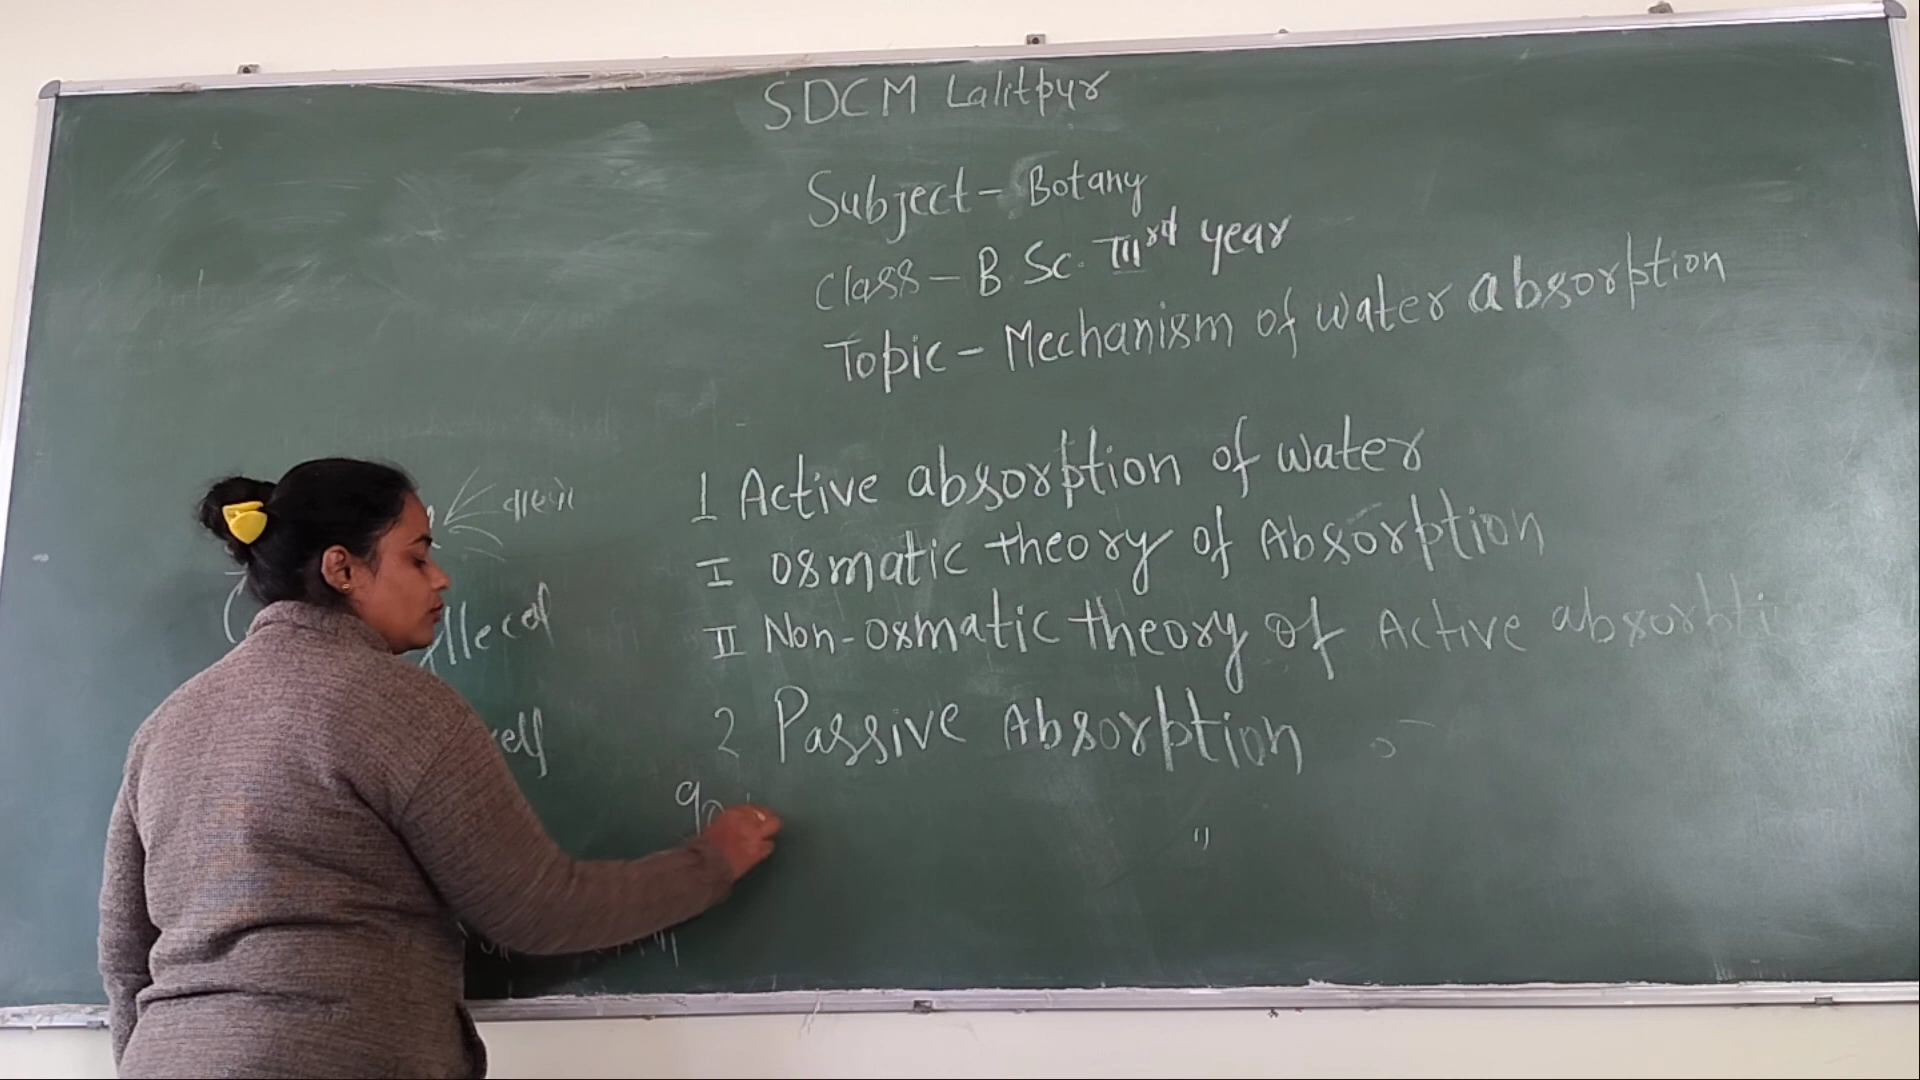 SDCM Lalitpur
Subject - Botany
Class - B.Sc. IIIrd year
Topic - Mechanism of water absorption
1 Active absorption of water
I osmatic theory of Absorption
II Non-osmatic theory of Active absorbti
2 Passive Absorption